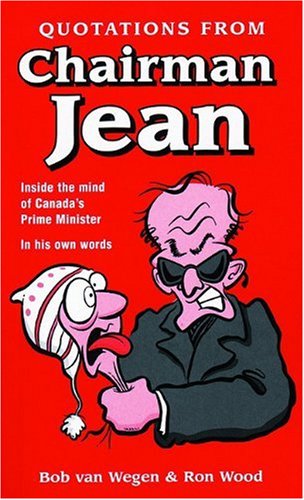 QUOTATIONS FROM
Chairman
Jean
Inside the mind
of Canada's
Prime Minister
In his own words
Bob van Wegen & Ron Wood